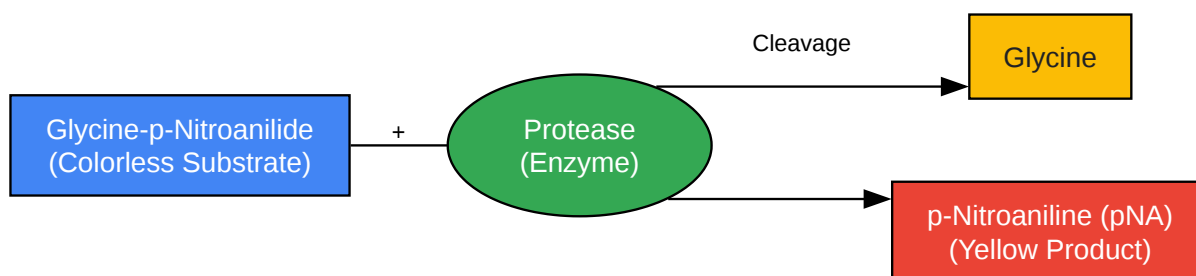 Glycine-p-Nitroanilide
(Colorless Substrate)
+
Protease
(Enzyme)
Cleavage
Glycine
p-Nitroaniline (pNA)
(Yellow Product)